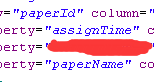 ="paperId" column=
perty="assignTime"
perty=
perty="paperName"